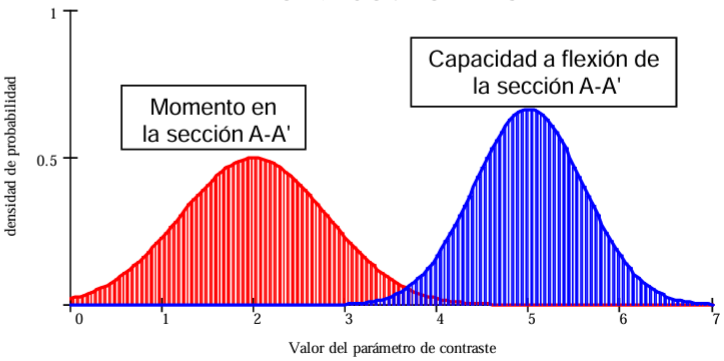 1
densidad de probabilidad
0.5
Momento en
la sección A-A'
Capacidad a flexión de
la sección A-A'
0 1 2 3 4 5 6 7
Valor del parámetro de contraste